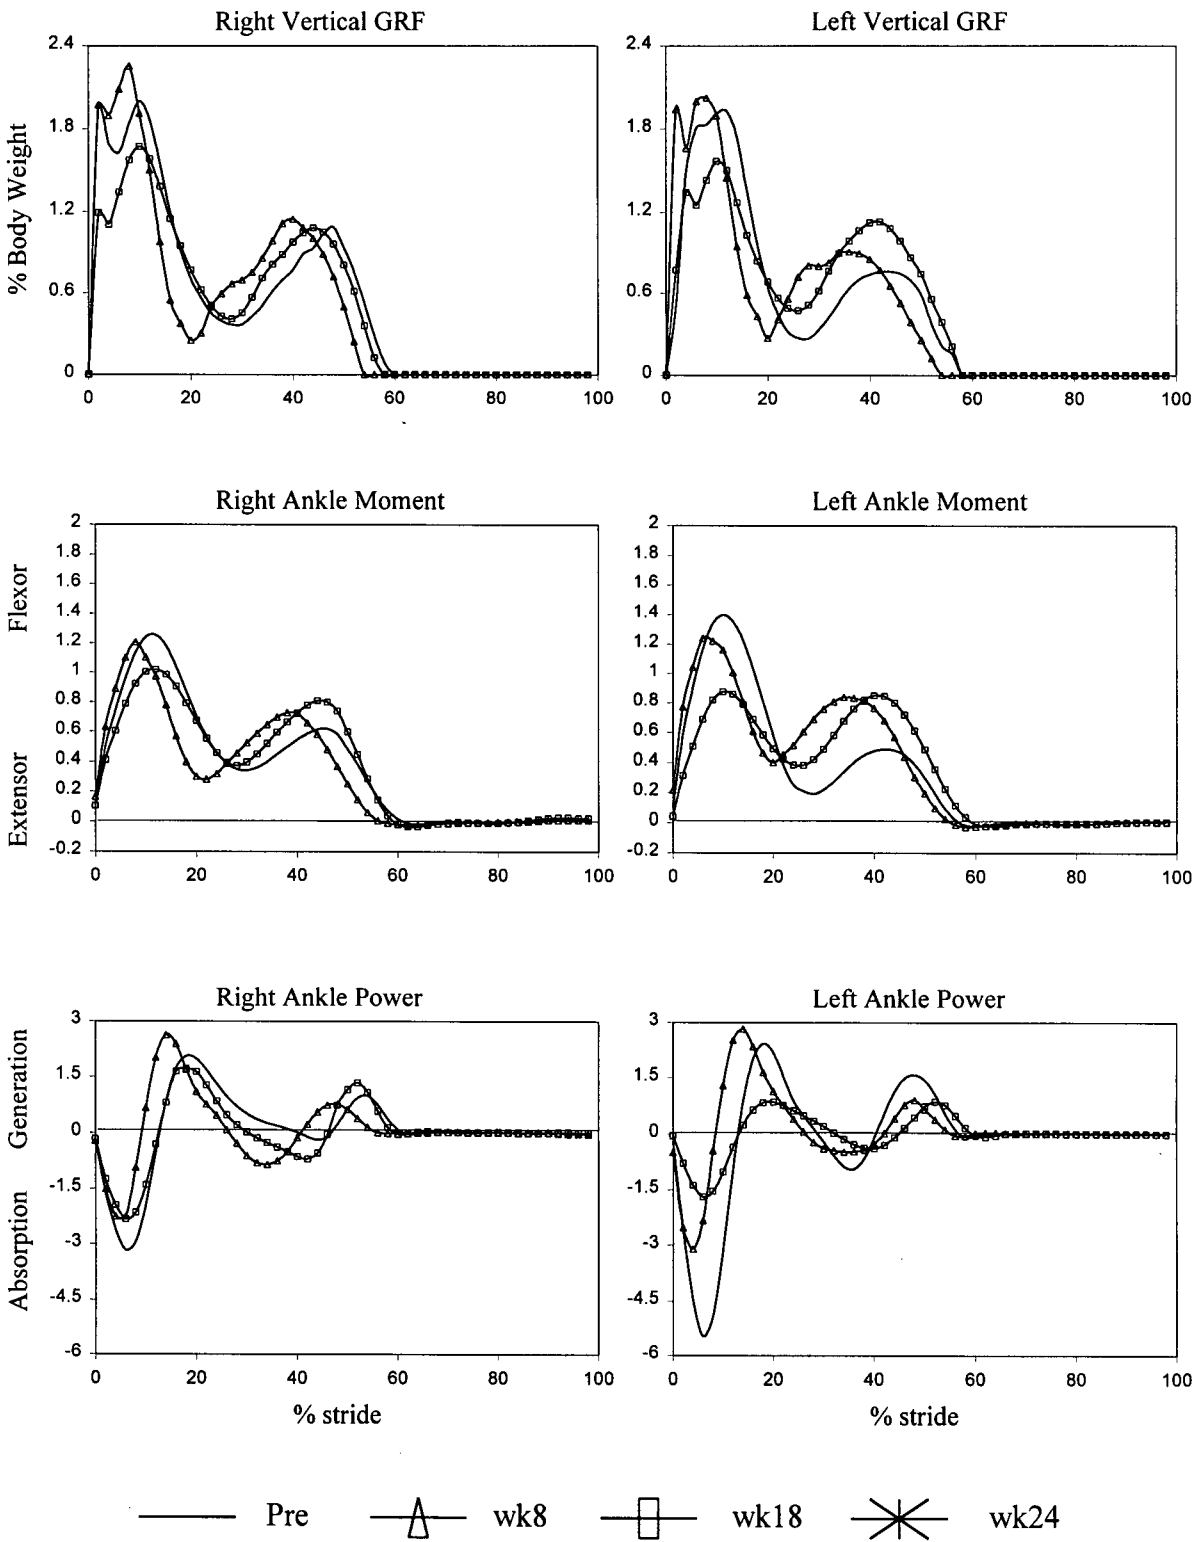 Right Vertical GRF
Left Vertical GRF
% Body Weight
2.4
1.8
1.2
0.6
0
0 20 40 60 80 100
2.4
1.8
1.2
0.6
0
0 20 40 60 80 100
Right Ankle Moment
Left Ankle Moment
Extensor Flexor
2
1.8
1.6
1.4
1.2
1
0.8
0.6
0.4
0.2
0
-0.2
0 20 40 60 80 100
2
1.8
1.6
1.4
1.2
1
0.8
0.6
0.4
0.2
0
-0.2
0 20 40 60 80 100
Right Ankle Power
Left Ankle Power
Absorption Generation
3
1.5
0
-1.5
-3
-4.5
-6
0 20 40 60 80 100
% stride
3
1.5
0
-1.5
-3
-4.5
-6
0 20 40 60 80 100
% stride
Pre wk8 wk18 wk24